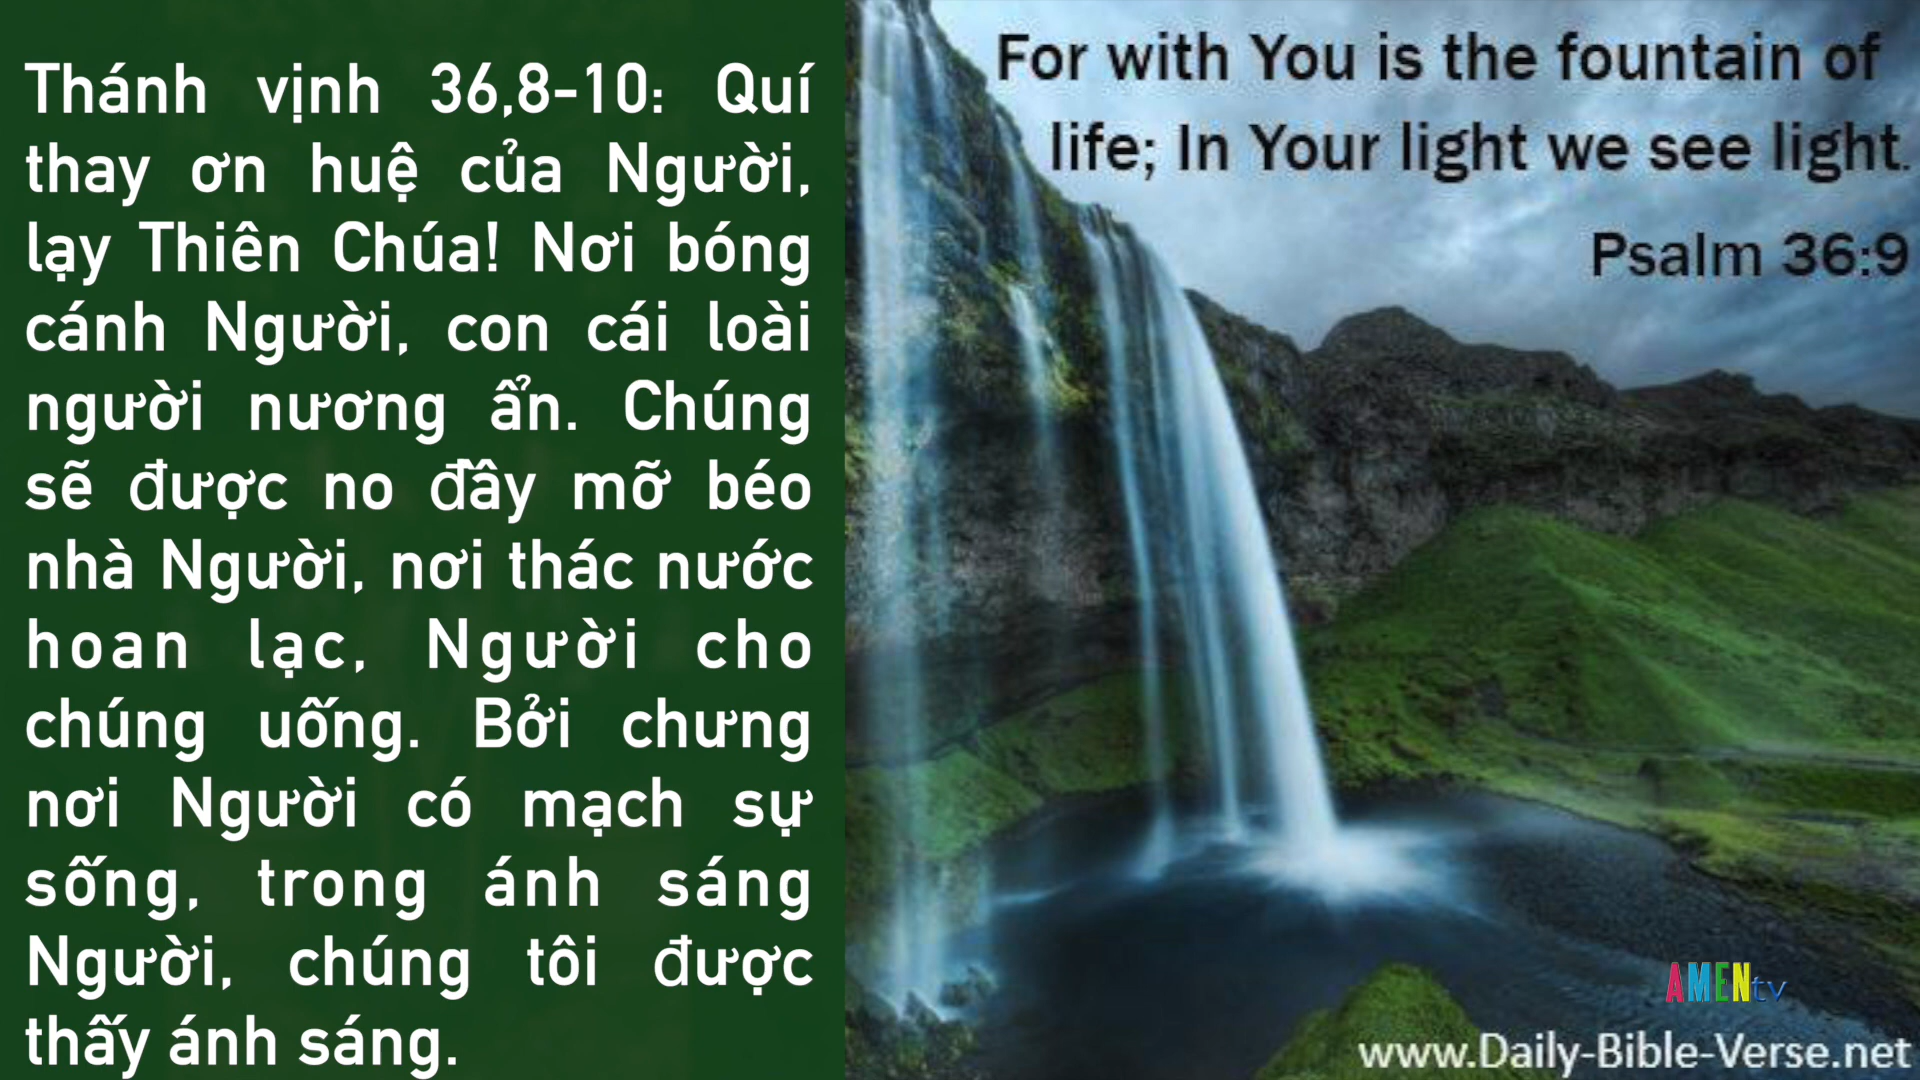 Thánh vịnh 36,8-10: Quí
thay ơn huệ của Người,
lạy Thiên Chúa! Nơi bóng
cánh Người, con cái loài
người nương ẩn. Chúng
sẽ được no đầy mỡ béo
nhà Người, nơi thác nước
hoan lạc, Người cho
chúng uống. Bởi chưng
nơi Người có mạch sự
sống, trong ánh sáng
Người, chúng tôi được
thấy ánh sáng.
For with You is the fountain of
life; In Your light we see light.
Psalm 36:9
AMENtv
www.Daily-Bible-Verse.net